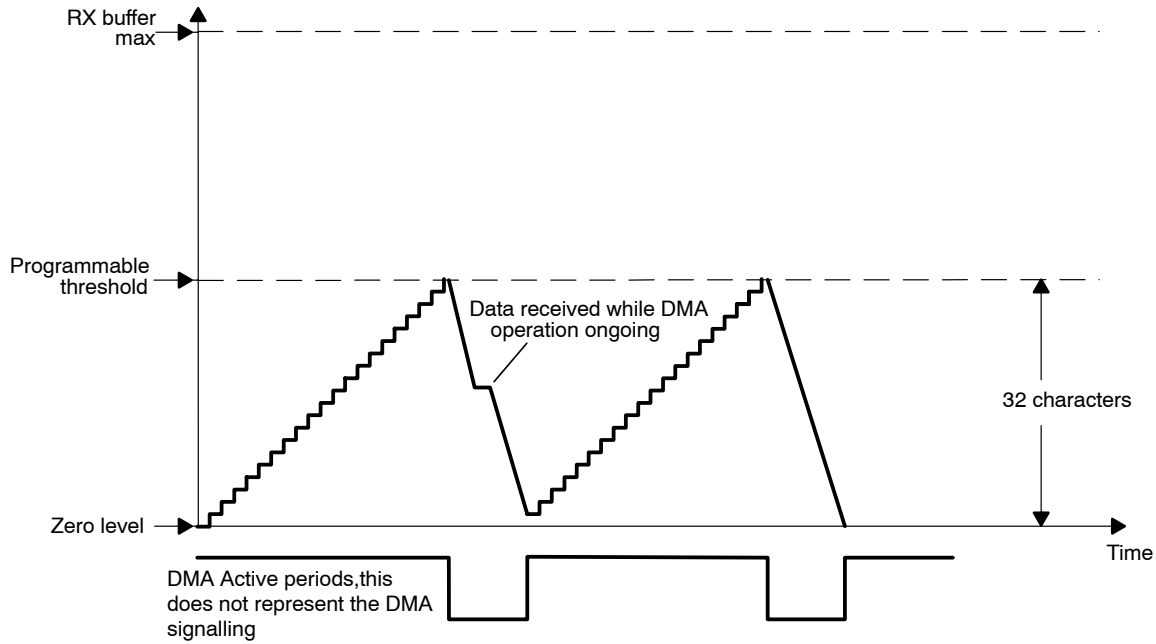 RX buffer
max
Programmable
threshold
Data received while DMA
operation ongoing
32 characters
Zero level
Time
DMA Active periods,this
does not represent the DMA
signalling